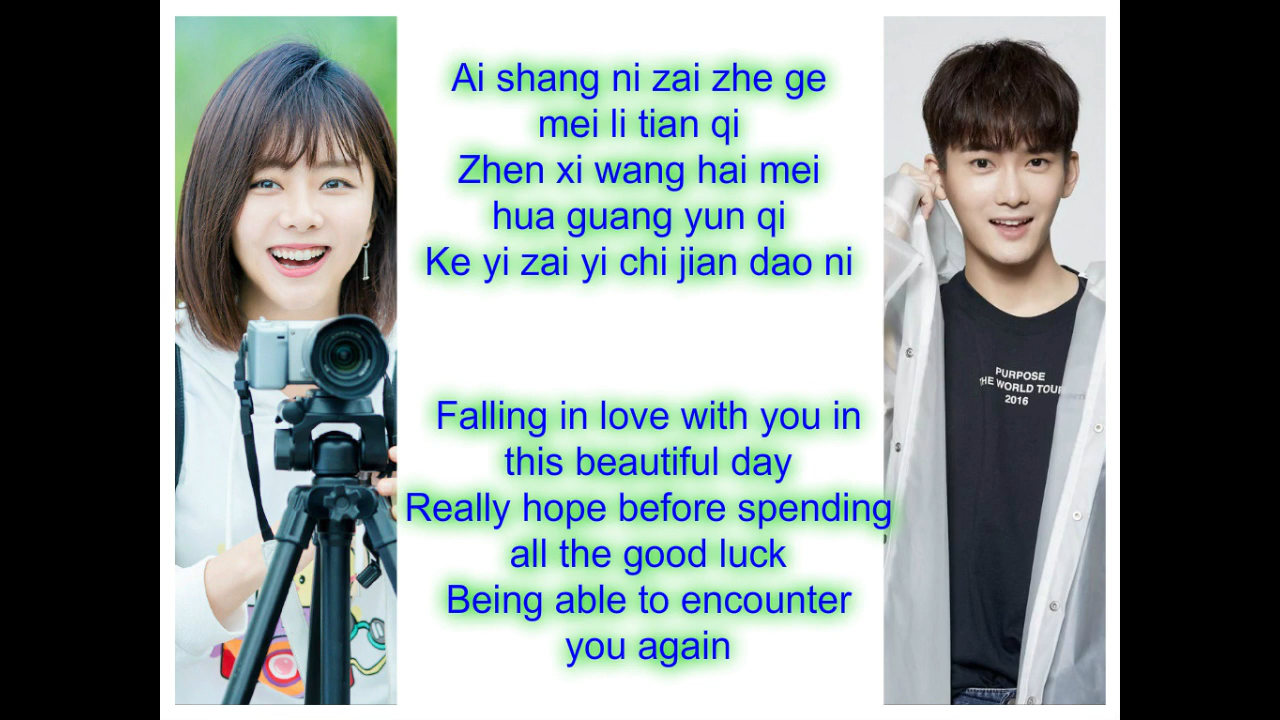 Ai shang ni zai zhe ge
mei li tian qi
Zhen xi wang hai mei
hua guang yun qi
Ke yi zai yi chi jian dao ni
Falling in love with you in
this beautiful day
Really hope before spending
all the good luck
Being able to encounter
you again
PURPOSE
THE WORLD TOUR
2016